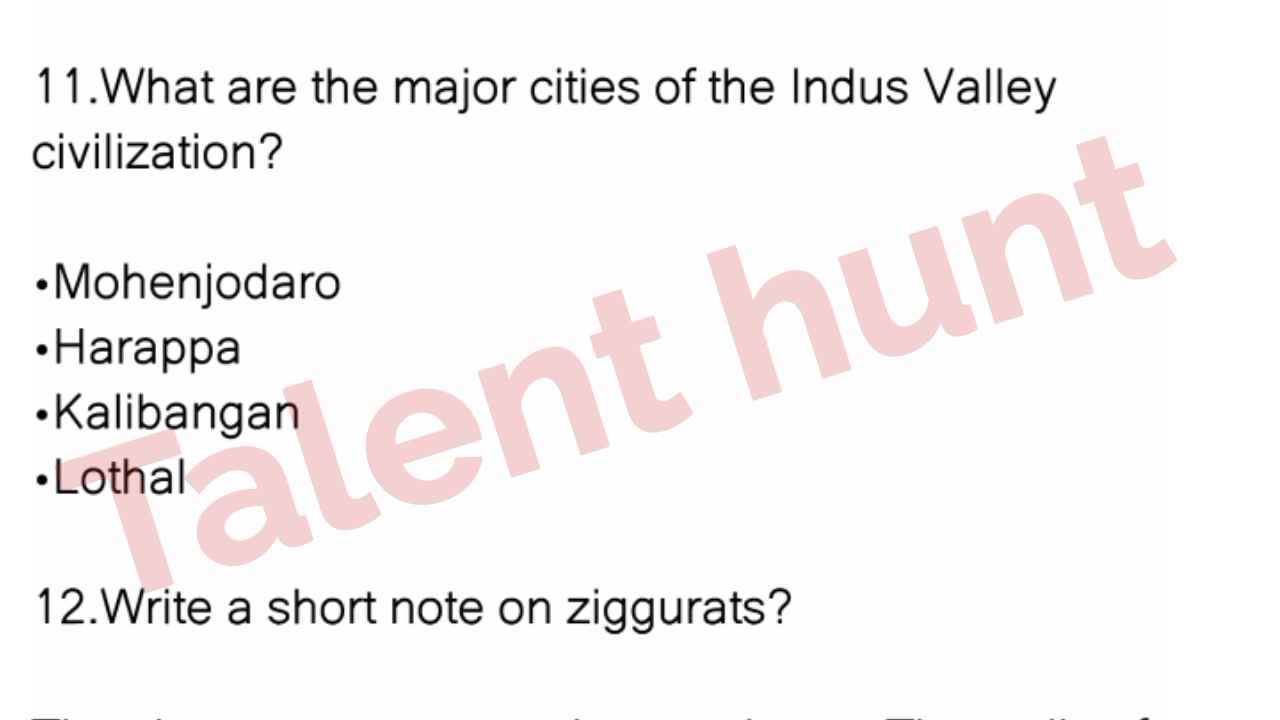 11.What are the major cities of the Indus Valley
civilization?
•Mohenjodaro
•Harappa
•Kalibangan
•Lothal
Talent hunt
12.Write a short note on ziggurats?